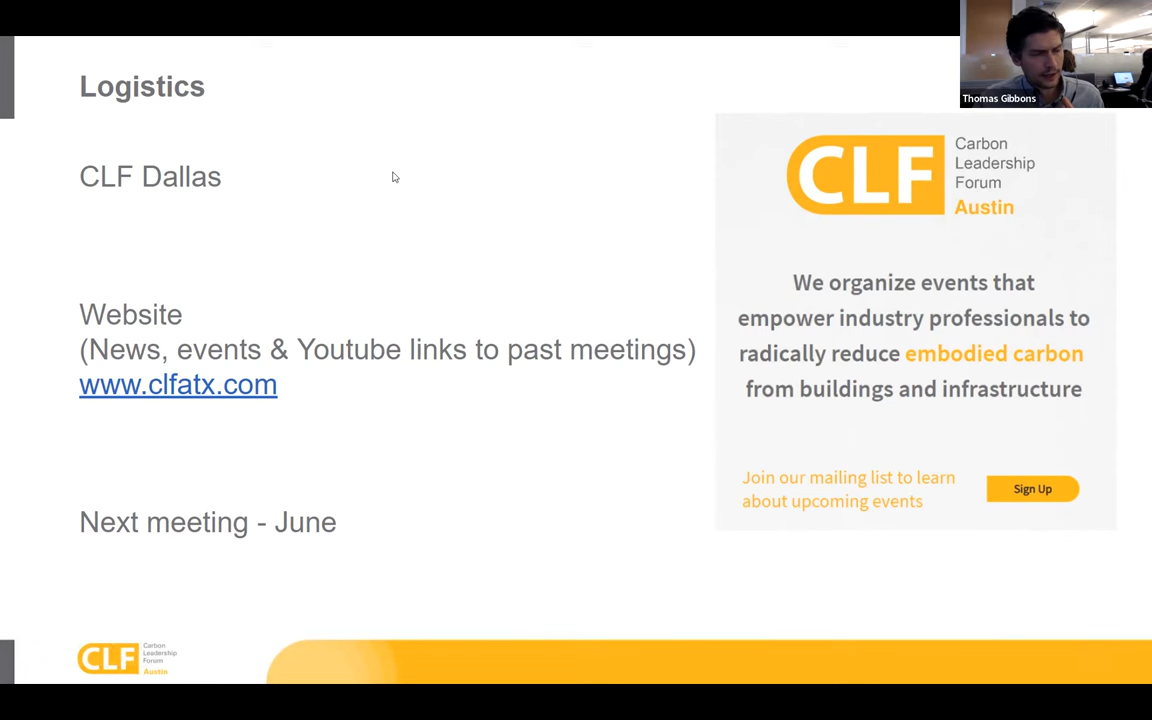 Logistics
Thomas Gibbons
CLF Dallas
CLF
Carbon
Leadership
Forum
Austin
We organize events that
empower industry professionals to
radically reduce embodied carbon
from buildings and infrastructure
Website
(News, events & Youtube links to past meetings)
www.clfatx.com
Join our mailing list to learn
about upcoming events
Sign Up
Next meeting - June
CLF
Carbon
Leadership
Forum
Austin